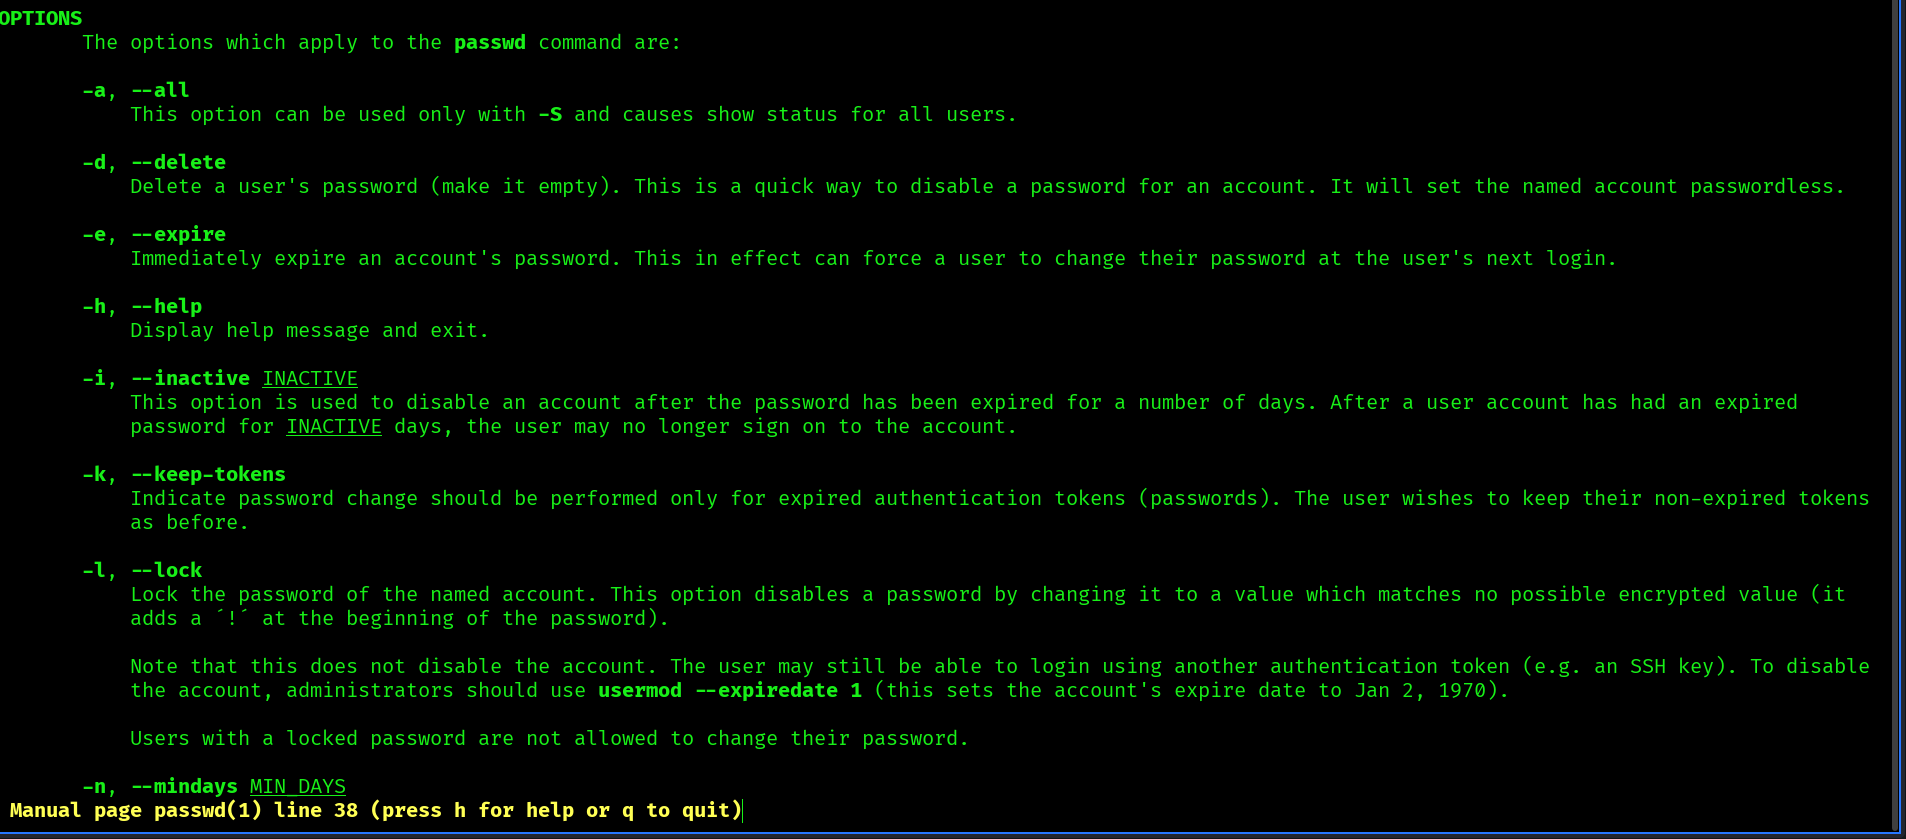 OPTIONS
The options which apply to the passwd command are:
-a, --all
This option can be used only with -S and causes show status for all users.
-d, --delete
Delete a user's password (make it empty). This is a quick way to disable a password for an account. It will set the named account passwordless.
-e, --expire
Immediately expire an account's password. This in effect can force a user to change their password at the user's next login.
-h, --help
Display help message and exit.
-i, --inactive INACTIVE
This option is used to disable an account after the password has been expired for a number of days. After a user account has had an expired
password for INACTIVE days, the user may no longer sign on to the account.
-k, --keep-tokens
Indicate password change should be performed only for expired authentication tokens (passwords). The user wishes to keep their non-expired tokens
as before.
-l, --lock
Lock the password of the named account. This option disables a password by changing it to a value which matches no possible encrypted value (it
adds a ´!´ at the beginning of the password).
Note that this does not disable the account. The user may still be able to login using another authentication token (e.g. an SSH key). To disable
the account, administrators should use usermod --expiredate 1 (this sets the account's expire date to Jan 2, 1970).
Users with a locked password are not allowed to change their password.
-n, --mindays MIN_DAYS
Manual page passwd(1) line 38 (press h for help or q to quit)